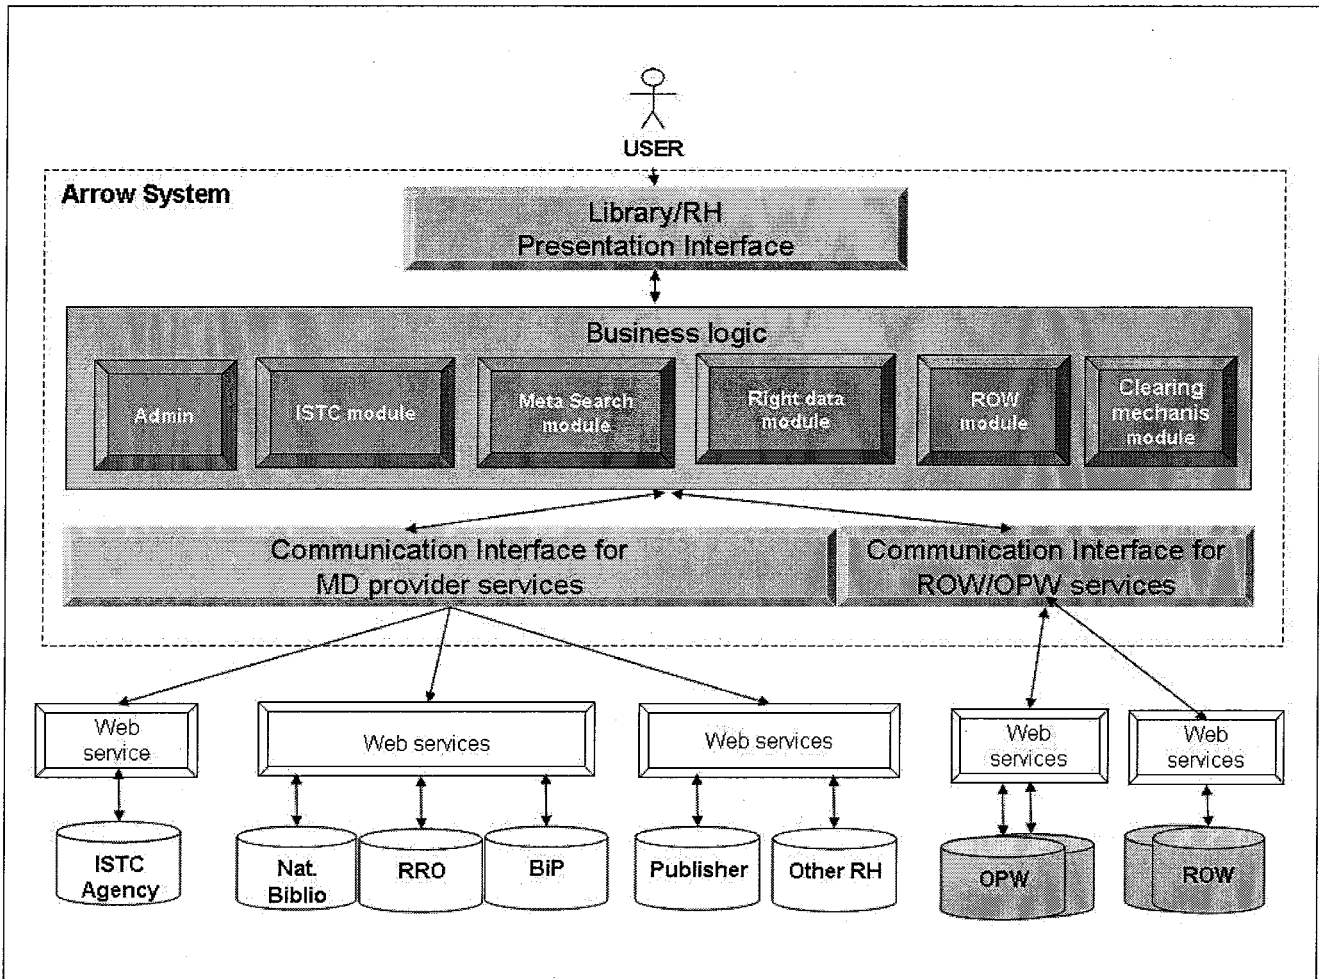 USER
Arrow System
Library/RH
Presentation Interface
Business logic
Admin
ISTC module
Meta Search
module
Right data
module
ROW
module
Clearing
mechanis
module
Communication Interface for
MD provider services
Communication Interface for
ROW/OPW services
Web
service
Web services
Web services
Web
services
Web
services
ISTC
Agency
Nat.
Biblio
RRO
BiP
Publisher
Other RH
OPW
ROW